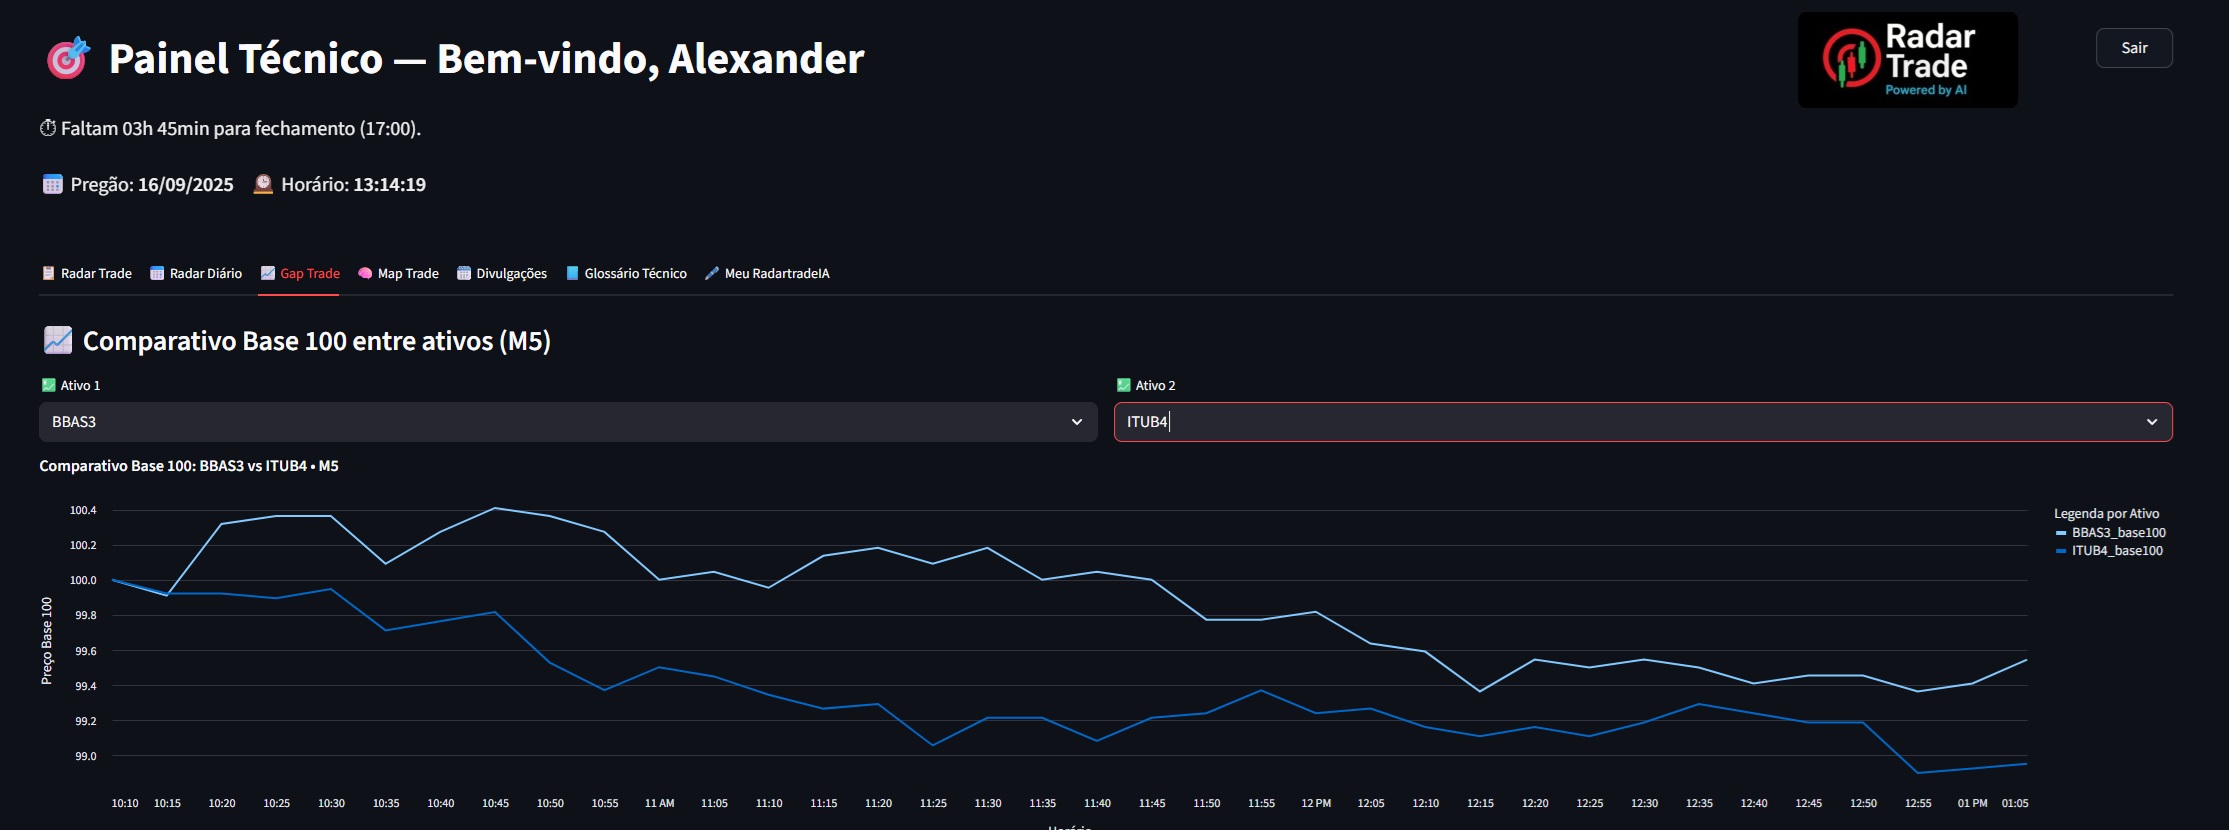 Painel Técnico — Bem-vindo, Alexander
Radar
Trade
Powered by AI
Sair
Faltam 03h 45min para fechamento (17:00).
Pregão: 16/09/2025 Horário: 13:14:19
Radar Trade Radar Diário Gap Trade Map Trade Divulgações Glossário Técnico Meu RadartradeIA
Comparativo Base 100 entre ativos (M5)
Ativo 1 Ativo 2
BBAS3 ITUB4
Comparativo Base 100: BBAS3 vs ITUB4 • M5
Preço Base 100
100.4
100.2
100.0
99.8
99.6
99.4
99.2
99.0
Legenda por Ativo
BBAS3_base100
ITUB4_base100
10:10 10:15 10:20 10:25 10:30 10:35 10:40 10:45 10:50 10:55 11 AM 11:05 11:10 11:15 11:20 11:25 11:30 11:35 11:40 11:45 11:50 11:55 12 PM 12:05 12:10 12:15 12:20 12:25 12:30 12:35 12:40 12:45 12:50 12:55 01 PM 01:05